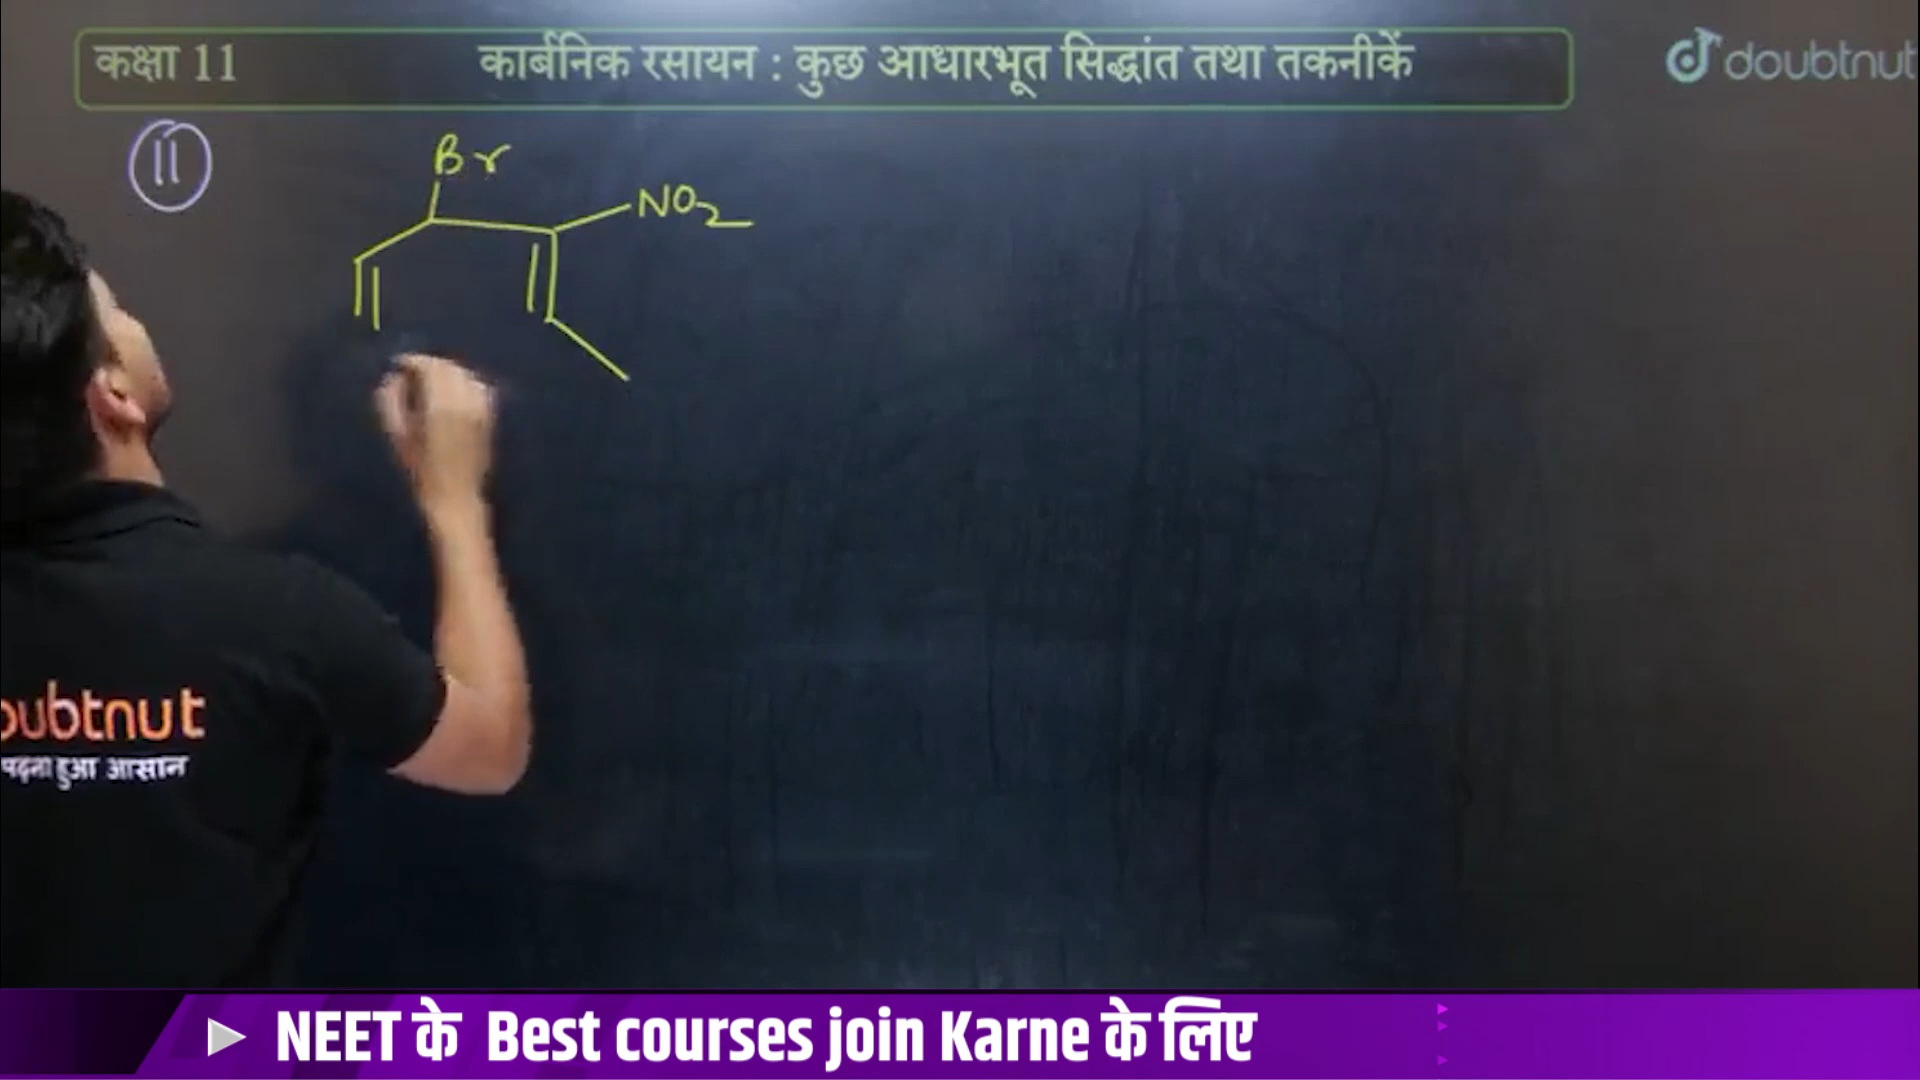 कक्षा 11 कार्बनिक रसायन : कुछ आधारभूत सिद्धांत तथा तकनीकें
doubtnut
11
Br
NO2
oubtnut
पढ़ना हुआ आसान
NEET के Best courses join Karne के लिए